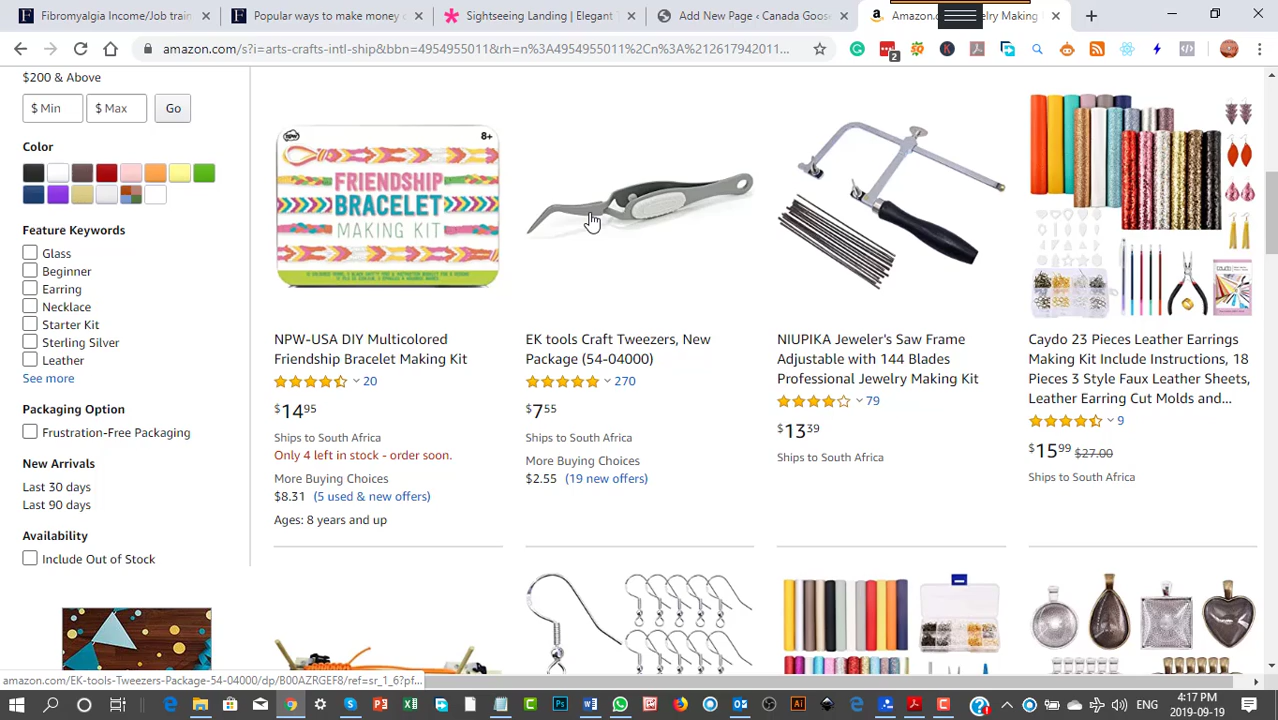 Fibromyalgia Income/Job train
Popular ways to make money o
Sightseeing Landing | Elegant T
Add New Page ‹ Canada Goose
Amazon.
elry Making
amazon.com/s?i=arts-crafts-intl-ship&bbn=4954955011&rh=n%3A4954955011%2Cn%3A%212617942011...
2
$200 & Above
$ Min
$ Max
Go
Color
Feature Keywords
Glass
Beginner
Earring
Necklace
Starter Kit
Sterling Silver
Leather
See more
Packaging Option
Frustration-Free Packaging
New Arrivals
Last 30 days
Last 90 days
Availability
Include Out of Stock
NPW
8+
FRIENDSHIP
BRACELET
MAKING KIT
NPW-USA DIY Multicolored
Friendship Bracelet Making Kit
20
$14.95
Ships to South Africa
Only 4 left in stock - order soon.
More Buying Choices
$8.31 (5 used & new offers)
Ages: 8 years and up
EK tools Craft Tweezers, New
Package (54-04000)
270
$7.55
Ships to South Africa
More Buying Choices
$2.55 (19 new offers)
NIUPIKA Jeweler's Saw Frame
Adjustable with 144 Blades
Professional Jewelry Making Kit
79
$13.39
Ships to South Africa
Caydo 23 Pieces Leather Earrings
Making Kit Include Instructions, 18
Pieces 3 Style Faux Leather Sheets,
Leather Earring Cut Molds and...
9
$15.99 $27.00
Ships to South Africa
amazon.com/EK-tools-Tweezers-Package-54-04000/dp/B00AZRGEF8/
ENG
4:17 PM
2019-09-19